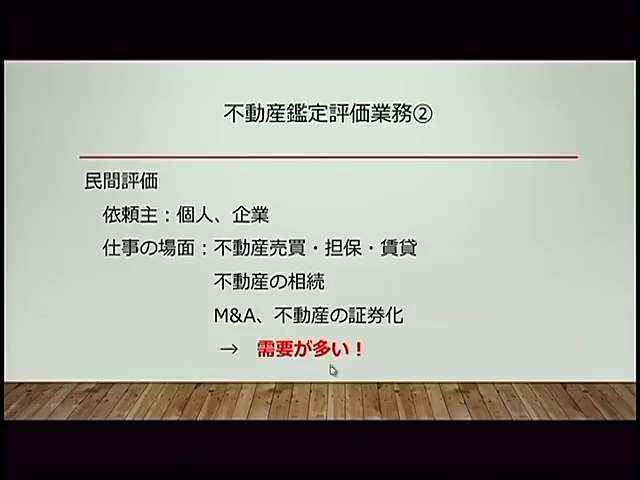 不動産鑑定評価業務②
民間評価
依頼主：個人、企業
仕事の場面：不動産売買・担保・賃貸
不動産の相続
M&A、不動産の証券化
→ 需要が多い！